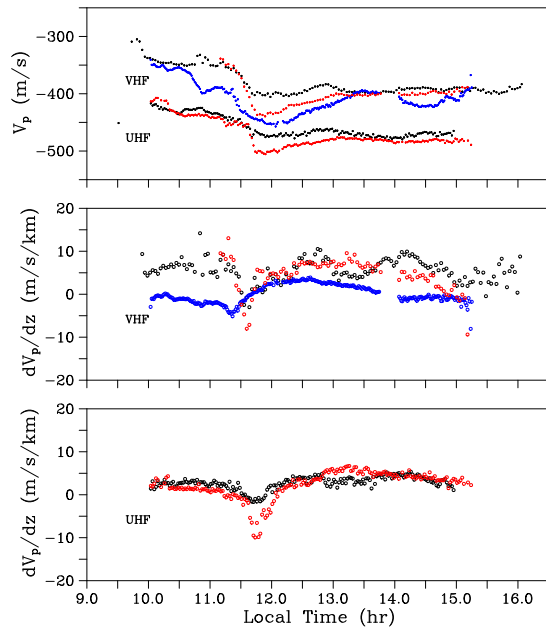 −300
−400
−500
V_p (m/s)
VHF
UHF
20
10
0
−10
−20
dV_p/dz (m/s/km)
VHF
20
10
0
−10
−20
dV_p/dz (m/s/km)
UHF
9.0 10.0 11.0 12.0 13.0 14.0 15.0 16.0
Local Time (hr)